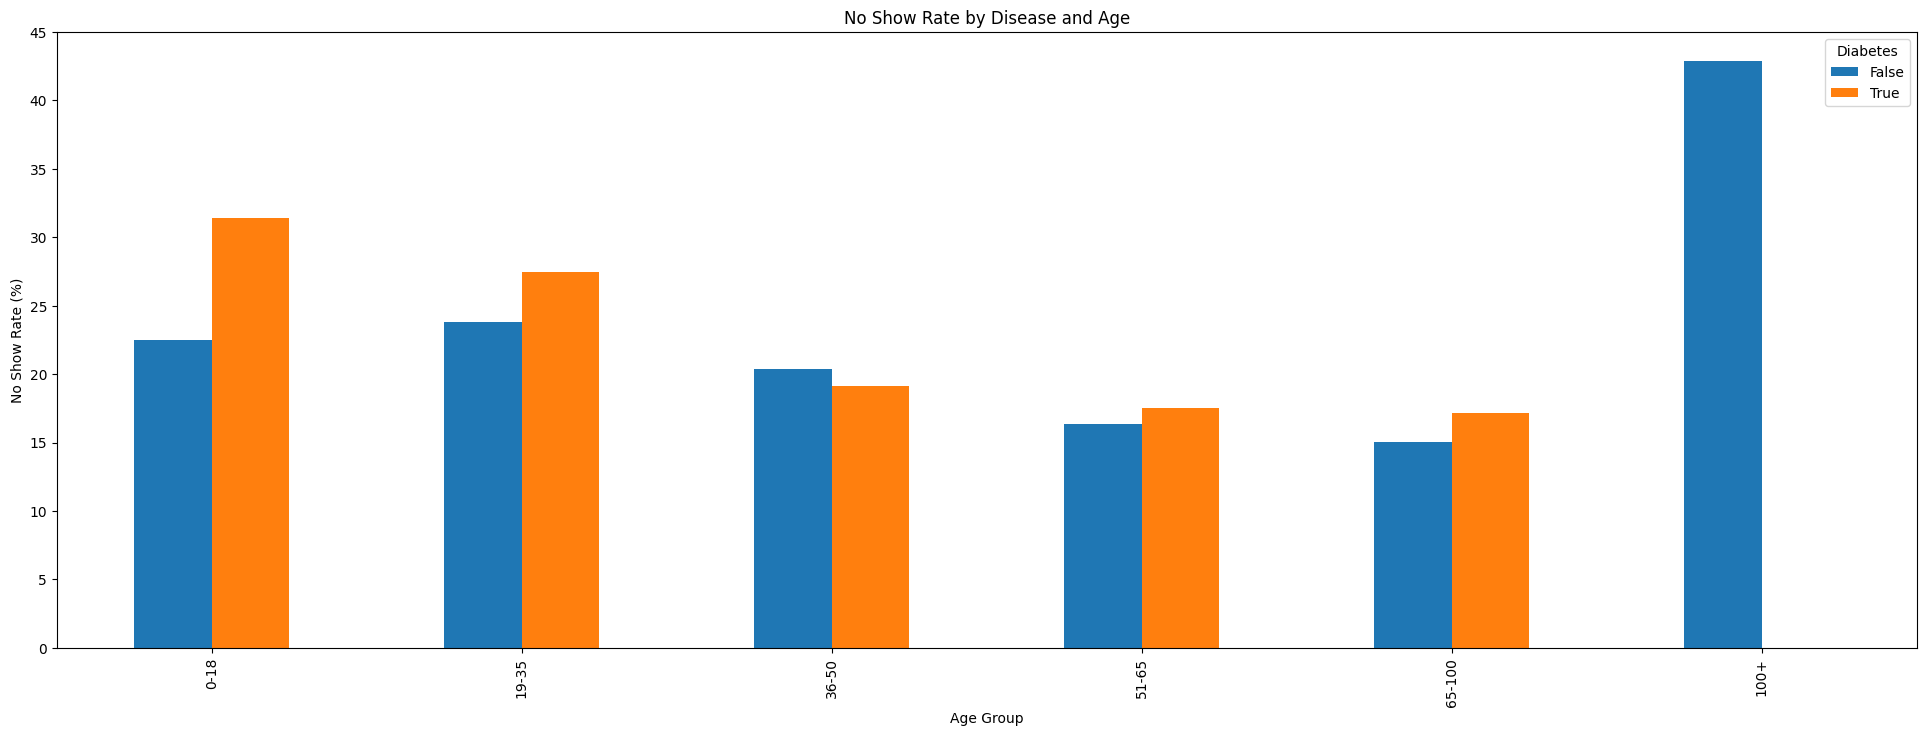 No Show Rate by Disease and Age
No Show Rate (%)
45
40
35
30
25
20
15
10
5
0
Diabetes
False
True
0-18
19-35
36-50
51-65
65-100
100+
Age Group